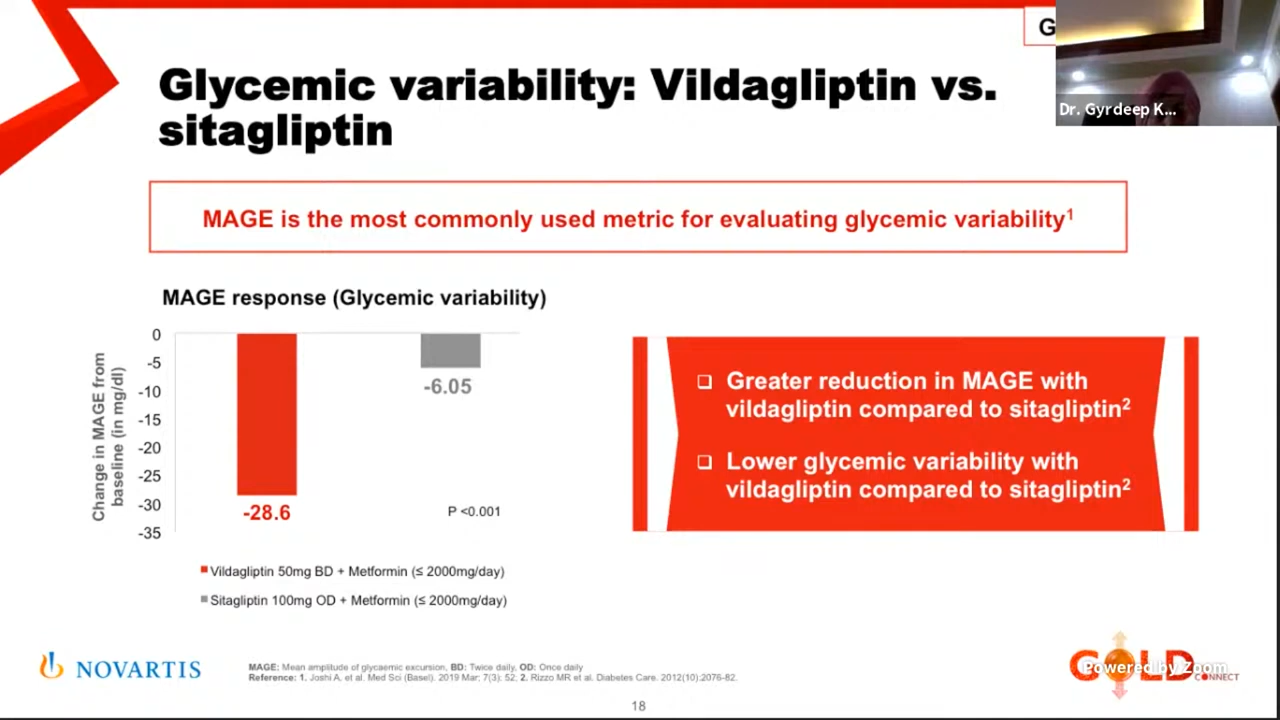 G
Dr. Gyrdeep K...
Glycemic variability: Vildagliptin vs.
sitagliptin
MAGE is the most commonly used metric for evaluating glycemic variability1
MAGE response (Glycemic variability)
Change in MAGE from
baseline (in mg/dl)
0
-5
-10
-15
-20
-25
-30
-35
-28.6
-6.05
P <0.001
Vildagliptin 50mg BD + Metformin (≤ 2000mg/day)
Sitagliptin 100mg OD + Metformin (≤ 2000mg/day)
❑ Greater reduction in MAGE with
vildagliptin compared to sitagliptin2
❑ Lower glycemic variability with
vildagliptin compared to sitagliptin2
NOVARTIS
MAGE: Mean amplitude of glycaemic excursion, BD: Twice daily, OD: Once daily
Reference: 1. Joshi A, et al. Med Sci (Basel). 2019 Mar; 7(3): 52. 2. Rizzo MR et al. Diabetes Care. 2012(10):2076-82.
GOLD
CONNECT
Powered by Zoom
18